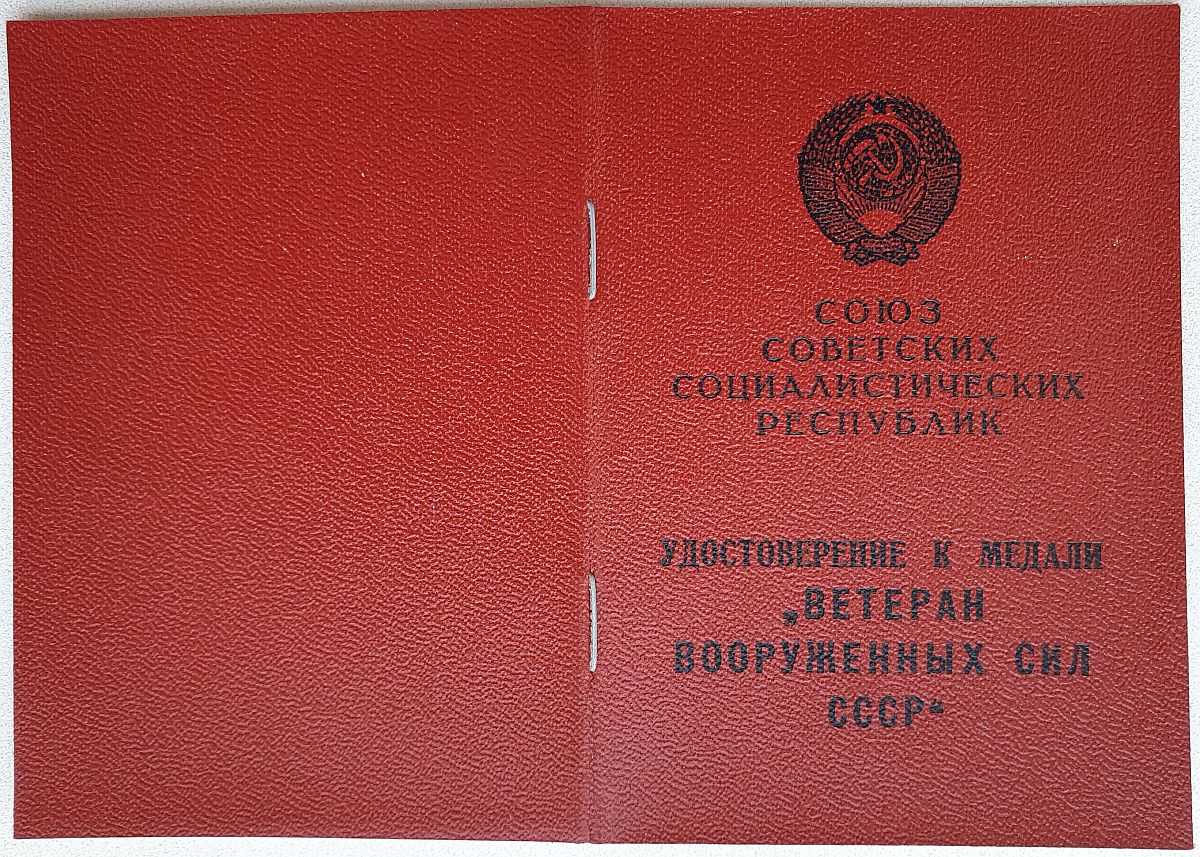 СОЮЗ
СОВЕТСКИХ
СОЦИАЛИСТИЧЕСКИХ
РЕСПУБЛИК
УДОСТОВЕРЕНИЕ К МЕДАЛИ
„ВЕТЕРАН
ВООРУЖЕННЫХ СИЛ
СССР“